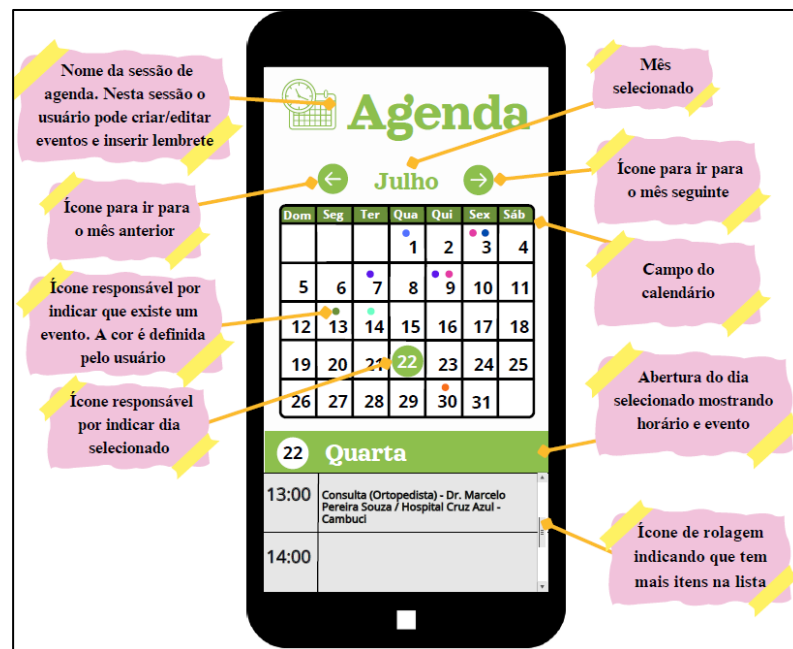 Nome da sessão de
agenda. Nesta sessão o
usuário pode criar/editar
eventos e inserir lembrete
Ícone para ir para
o mês anterior
Ícone responsável por
indicar que existe um
evento. A cor é definida
pelo usuário
Ícone responsável
por indicar dia
selecionado
Agenda
Julho
Dom Seg Ter Qua Qui Sex Sáb
1 2 3 4
5 6 7 8 9 10 11
12 13 14 15 16 17 18
19 20 21 22 23 24 25
26 27 28 29 30 31
22 Quarta
13:00 Consulta (Ortopedista) - Dr. Marcelo
Pereira Souza / Hospital Cruz Azul -
Cambuci
14:00
Mês
selecionado
Ícone para ir para
o mês seguinte
Campo do
calendário
Abertura do dia
selecionado mostrando
horário e evento
Ícone de rolagem
indicando que tem
mais itens na lista